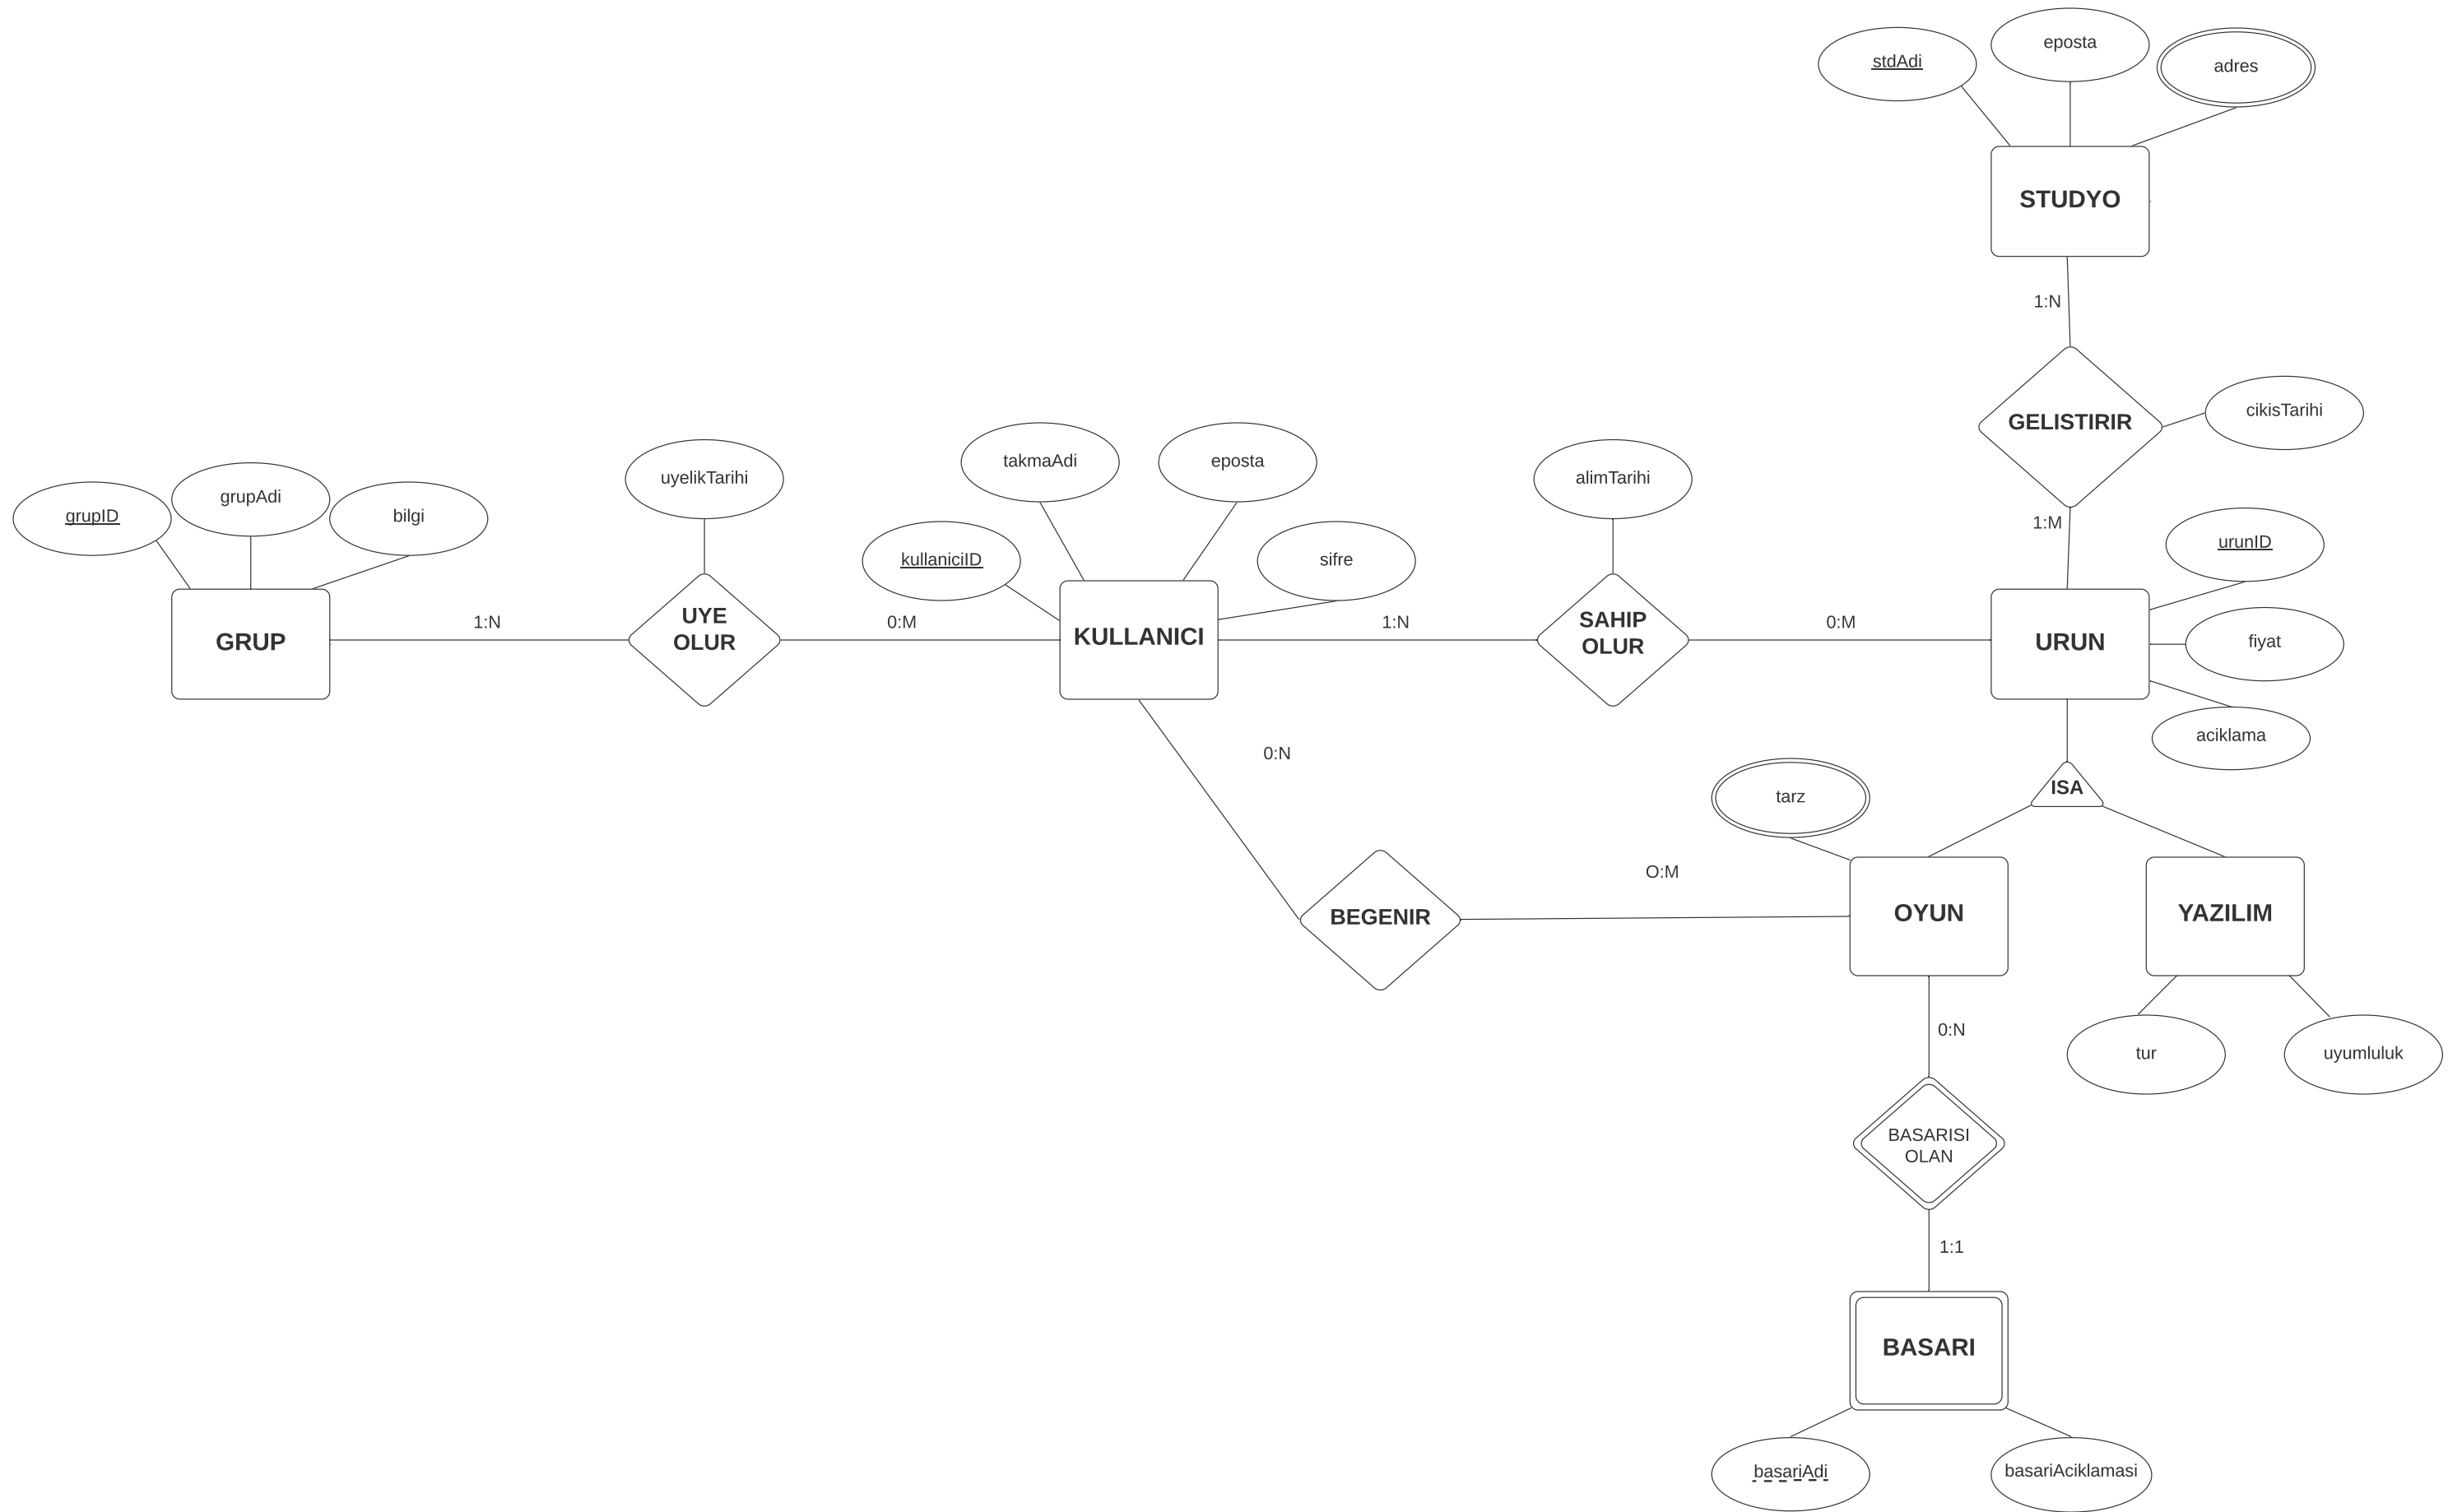 eposta
stdAdi
adres
STUDYO
1:N
cikisTarihi
GELISTIRIR
takmaAdi
eposta
uyelikTarihi
alimTarihi
grupAdi
grupID
bilgi
1:M
urunID
kullaniciID
sifre
UYE
OLUR
SAHIP
OLUR
1:N
0:M
1:N
0:M
GRUP
KULLANICI
URUN
fiyat
aciklama
0:N
ISA
tarz
O:M
BEGENIR
OYUN
YAZILIM
0:N
tur
uyumluluk
BASARISI
OLAN
1:1
BASARI
basariAdi
basariAciklamasi